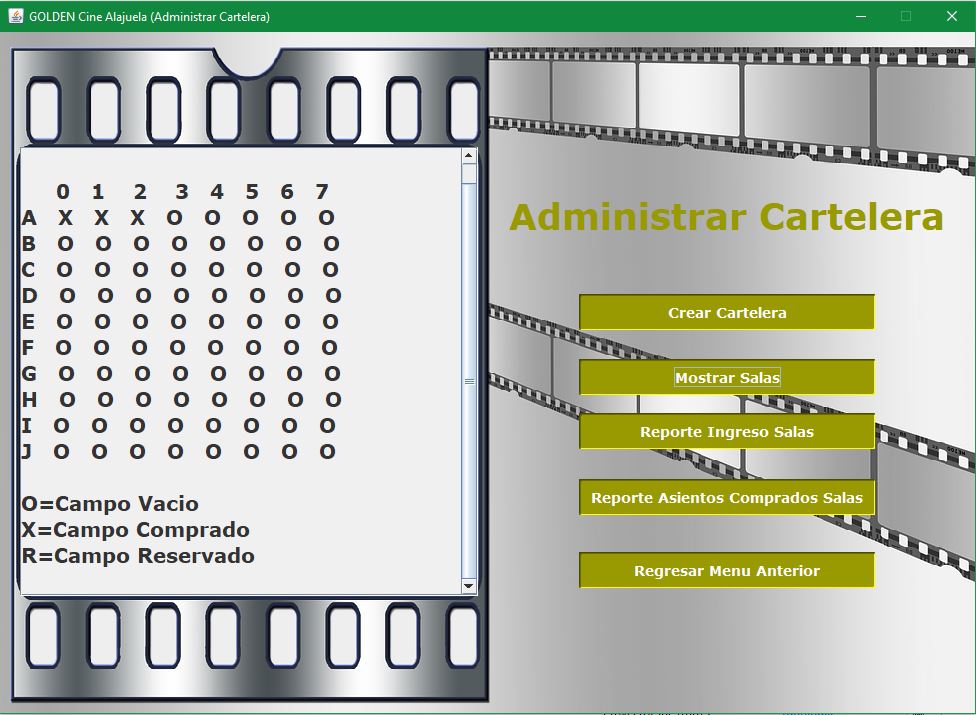 GOLDEN Cine Alajuela (Administrar Cartelera)
0 1 2 3 4 5 6 7
A X X X O O O O O
B O O O O O O O O
C O O O O O O O O
D O O O O O O O O
E O O O O O O O O
F O O O O O O O O
G O O O O O O O O
H O O O O O O O O
I O O O O O O O O
J O O O O O O O O
O=Campo Vacio
X=Campo Comprado
R=Campo Reservado
Administrar Cartelera
Crear Cartelera
Mostrar Salas
Reporte Ingreso Salas
Reporte Asientos Comprados Salas
Regresar Menu Anterior